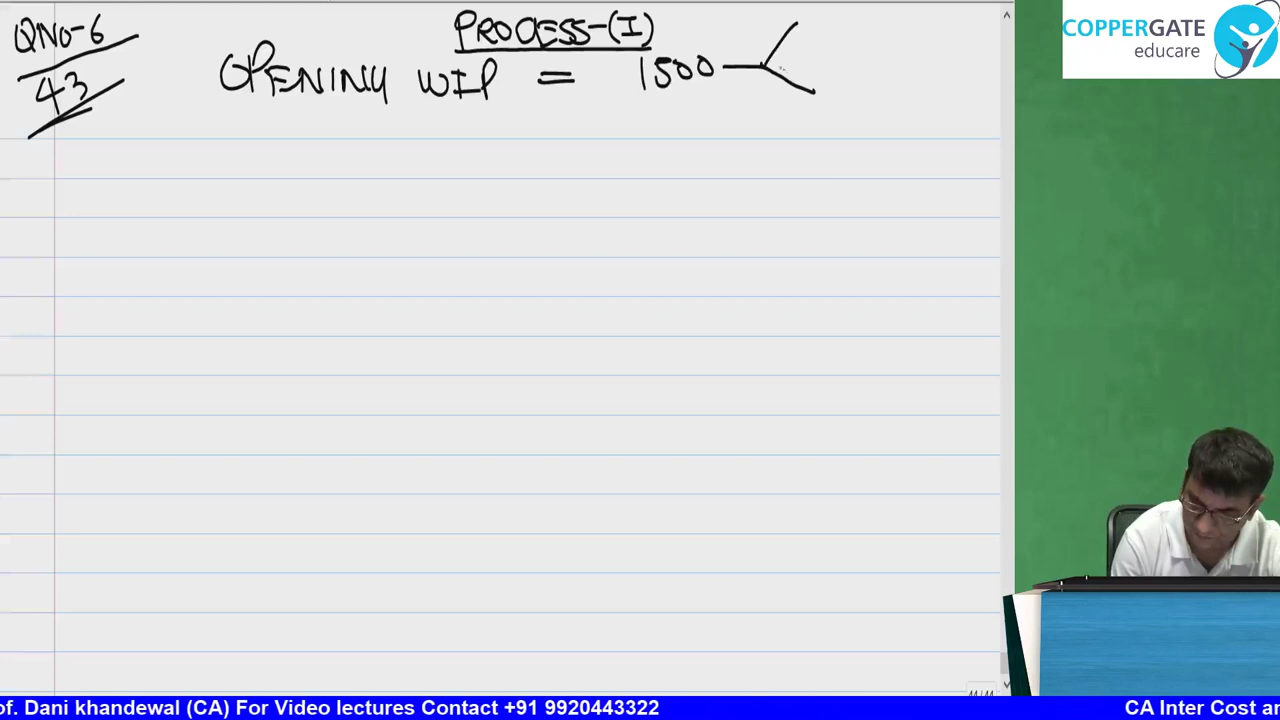 QNo-6
43
PROCESS-(I)
OPENING WIP = 1500
COPPERGATE
educare
of. Dani khandewal (CA) For Video lectures Contact +91 9920443322
CA Inter Cost an